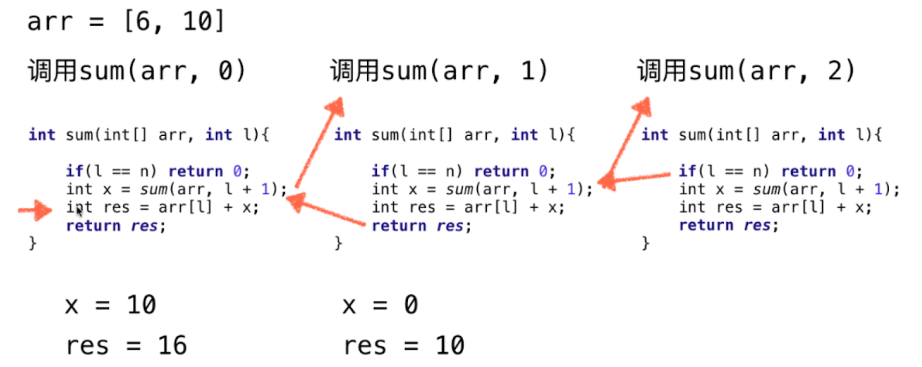 arr = [6, 10]
调用sum(arr, 0)
int sum(int[] arr, int l){
if(l == n) return 0;
int x = sum(arr, l + 1);
int res = arr[l] + x;
return res;
}
x = 10
res = 16
调用sum(arr, 1)
int sum(int[] arr, int l){
if(l == n) return 0;
int x = sum(arr, l + 1);
int res = arr[l] + x;
return res;
}
x = 0
res = 10
调用sum(arr, 2)
int sum(int[] arr, int l){
if(l == n) return 0;
int x = sum(arr, l + 1);
int res = arr[l] + x;
return res;
}